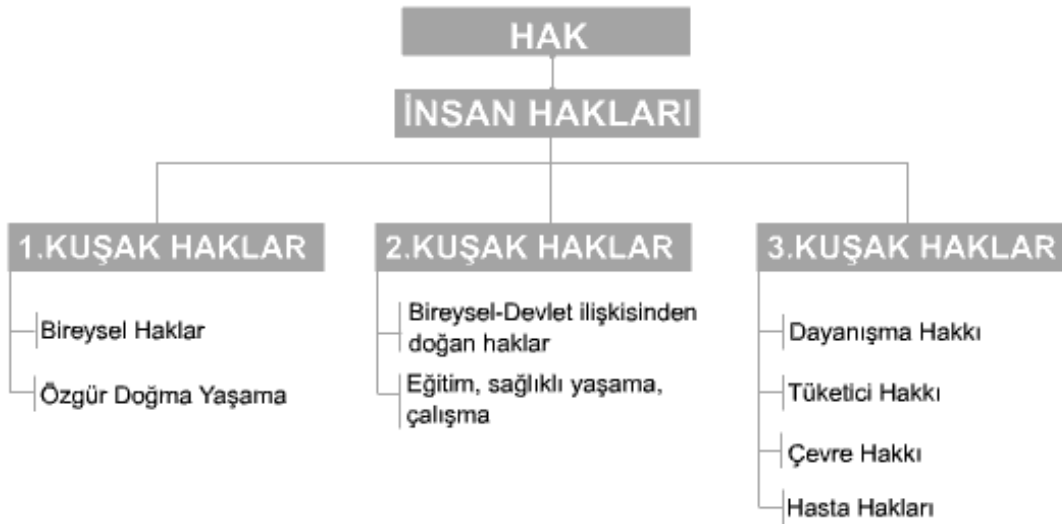 HAK
İNSAN HAKLARI
1.KUŞAK HAKLAR
Bireysel Haklar
Özgür Doğma Yaşama
2.KUŞAK HAKLAR
Bireysel-Devlet ilişkisinden
doğan haklar
Eğitim, sağlıklı yaşama,
çalışma
3.KUŞAK HAKLAR
Dayanışma Hakkı
Tüketici Hakkı
Çevre Hakkı
Hasta Hakları